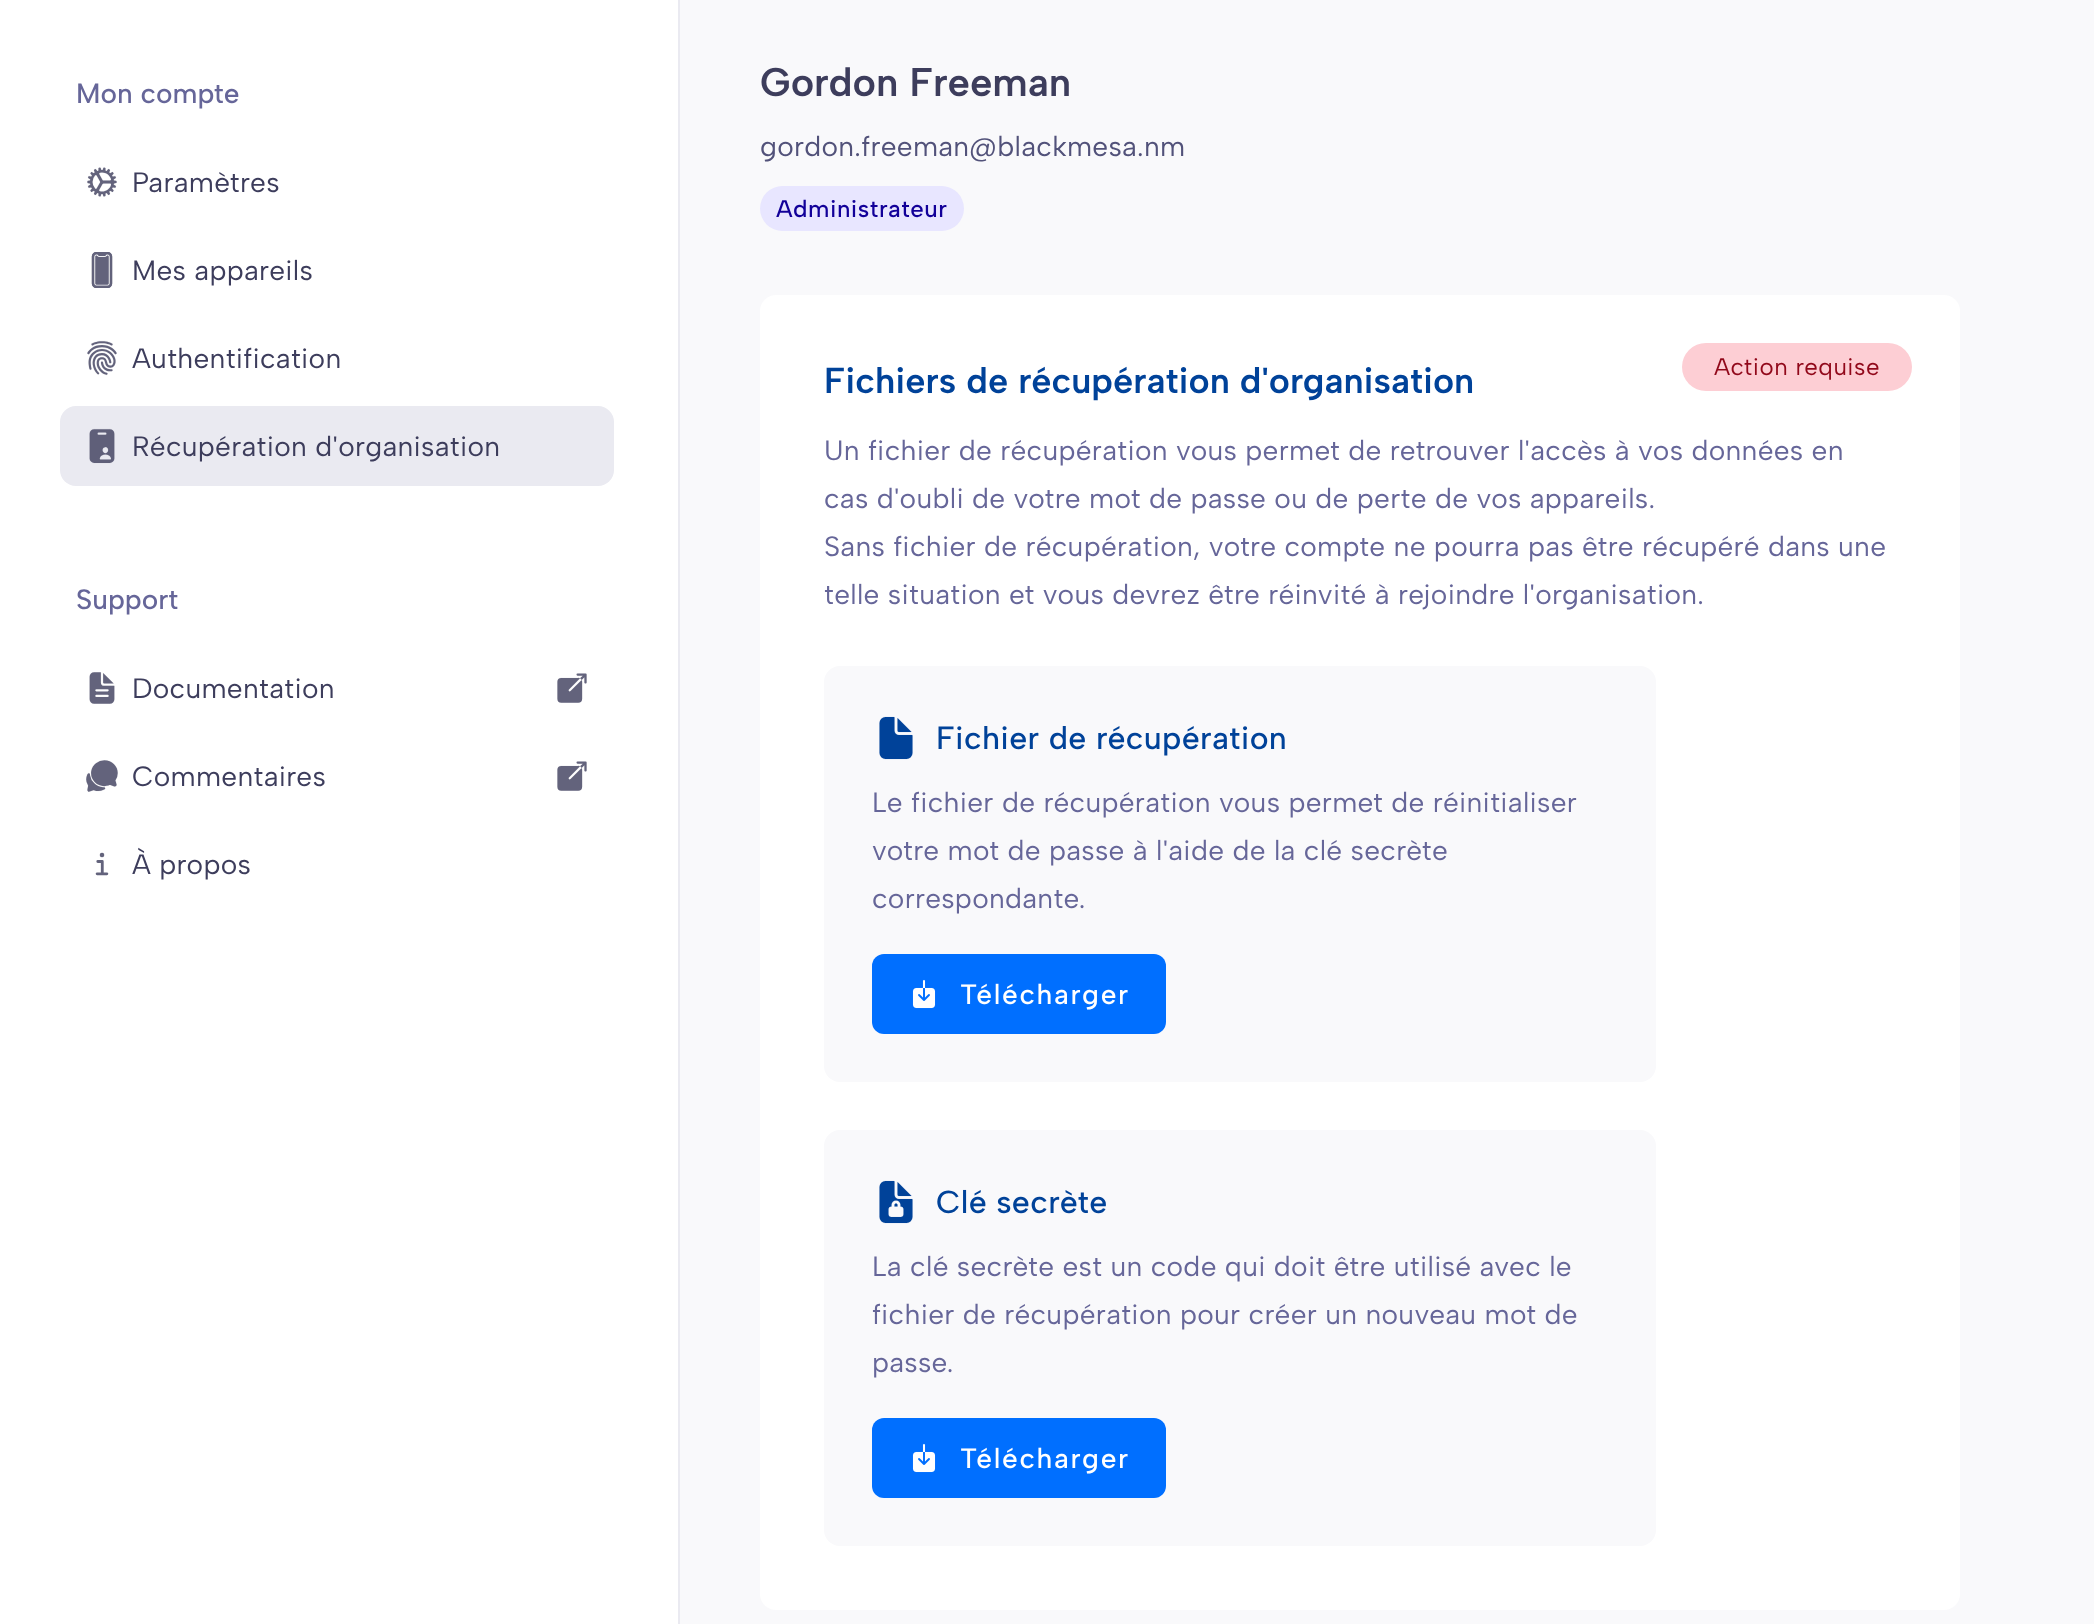 Mon compte
Paramètres
Mes appareils
Authentification
Récupération d'organisation
Support
Documentation
Commentaires
À propos
Gordon Freeman
gordon.freeman@blackmesa.nm
Administrateur
Fichiers de récupération d'organisation
Action requise
Un fichier de récupération vous permet de retrouver l'accès à vos données en
cas d'oubli de votre mot de passe ou de perte de vos appareils.
Sans fichier de récupération, votre compte ne pourra pas être récupéré dans une
telle situation et vous devrez être réinvité à rejoindre l'organisation.
Fichier de récupération
Le fichier de récupération vous permet de réinitialiser
votre mot de passe à l'aide de la clé secrète
correspondante.
Télécharger
Clé secrète
La clé secrète est un code qui doit être utilisé avec le
fichier de récupération pour créer un nouveau mot de
passe.
Télécharger